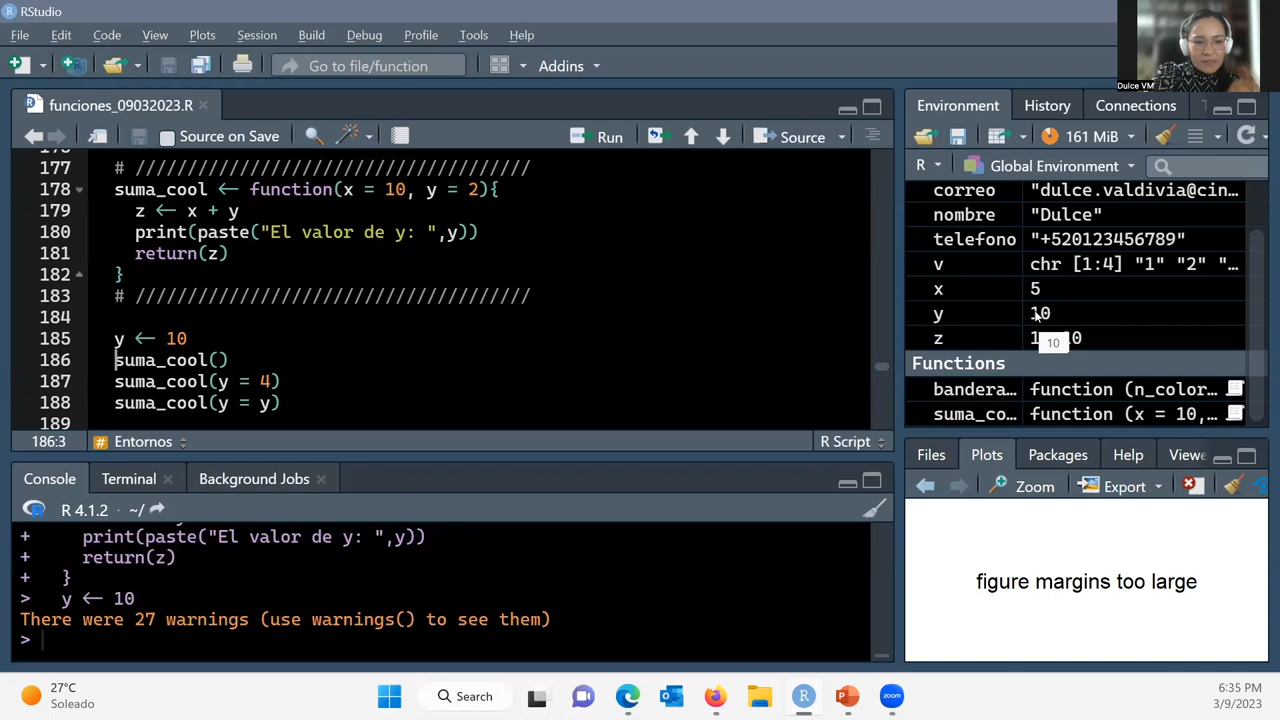 RStudio
File Edit Code View Plots Session Build Debug Profile Tools Help
Go to file/function Addins
Dulce VM
funciones_09032023.R
Source on Save Run Source
177 # /////////////////////////////////////
178 suma_cool <- function(x = 10, y = 2){
179 z <- x + y
180 print(paste("El valor de y: ",y))
181 return(z)
182 }
183 # /////////////////////////////////////
184
185 y <- 10
186 suma_cool()
187 suma_cool(y = 4)
188 suma_cool(y = y)
189
186:3 # Entornos R Script
Console Terminal Background Jobs
R 4.1.2 · ~/
+ print(paste("El valor de y: ",y))
+ return(z)
+ }
> y <- 10
There were 27 warnings (use warnings() to see them)
>
Environment History Connections
161 MiB
R Global Environment
correo "dulce.valdivia@cin…
nombre "Dulce"
telefono "+520123456789"
v chr [1:4] "1" "2" "…
x 5
y 10
z
10
Functions
bandera… function (n_color…
suma_co… function (x = 10,…
Files Plots Packages Help Viewe
Zoom Export
figure margins too large
27°C
Soleado
Search
zoom
6:35 PM
3/9/2023